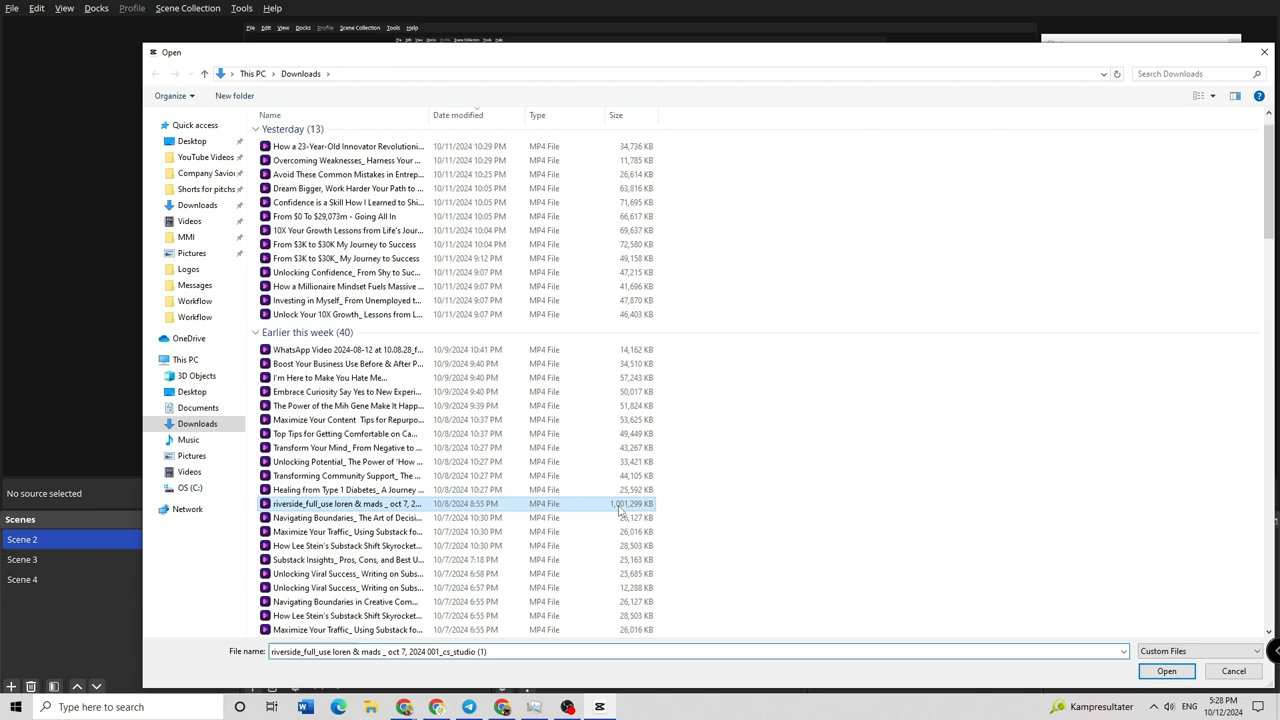 File Edit View Docks Profile Scene Collection Tools Help
File Edit View Docks Profile Scene Collection Tools Help
Open
This PC > Downloads >
Search Downloads
Organize
New folder
Name Date modified Type Size
Quick access
Desktop
YouTube Videos
Company Savior
Shorts for pitchs
Downloads
Videos
MMI
Pictures
Logos
Messages
Workflow
Workflow
OneDrive
This PC
3D Objects
Desktop
Documents
Downloads
Music
Pictures
Videos
OS (C:)
Network
Yesterday (13)
How a 23-Year-Old Innovator Revolutioni... 10/11/2024 10:29 PM MP4 File 34,736 KB
Overcoming Weaknesses_ Harness Your ... 10/11/2024 10:29 PM MP4 File 11,785 KB
Avoid These Common Mistakes in Entrep... 10/11/2024 10:25 PM MP4 File 26,614 KB
Dream Bigger, Work Harder Your Path to ... 10/11/2024 10:05 PM MP4 File 63,816 KB
Confidence is a Skill How I Learned to Shi... 10/11/2024 10:05 PM MP4 File 71,695 KB
From $0 To $29,073m - Going All In 10/11/2024 10:05 PM MP4 File 66,617 KB
10X Your Growth Lessons from Life's Jour... 10/11/2024 10:04 PM MP4 File 69,637 KB
From $3K to $30K My Journey to Success 10/11/2024 10:04 PM MP4 File 72,580 KB
From $3K to $30K_ My Journey to Success 10/11/2024 9:12 PM MP4 File 49,158 KB
Unlocking Confidence_ From Shy to Suc... 10/11/2024 9:07 PM MP4 File 47,215 KB
How a Millionaire Mindset Fuels Massive ... 10/11/2024 9:07 PM MP4 File 41,696 KB
Investing in Myself_ From Unemployed t... 10/11/2024 9:07 PM MP4 File 47,870 KB
Unlock Your 10X Growth_ Lessons from L... 10/11/2024 9:07 PM MP4 File 46,403 KB
Earlier this week (40)
WhatsApp Video 2024-08-12 at 10.08.28_f... 10/9/2024 10:41 PM MP4 File 14,162 KB
Boost Your Business Use Before & After P... 10/9/2024 9:40 PM MP4 File 34,510 KB
I'm Here to Make You Hate Me... 10/9/2024 9:40 PM MP4 File 57,243 KB
Embrace Curiosity Say Yes to New Experi... 10/9/2024 9:40 PM MP4 File 50,017 KB
The Power of the Mih Gene Make It Happ... 10/9/2024 9:39 PM MP4 File 51,824 KB
Maximize Your Content Tips for Repurpo... 10/8/2024 10:37 PM MP4 File 53,625 KB
Top Tips for Getting Comfortable on Ca... 10/8/2024 10:37 PM MP4 File 49,449 KB
Transform Your Mind_ From Negative to ... 10/8/2024 10:27 PM MP4 File 43,267 KB
Unlocking Potential_ The Power of 'How ... 10/8/2024 10:27 PM MP4 File 33,421 KB
Transforming Community Support_ The ... 10/8/2024 10:27 PM MP4 File 44,105 KB
Healing from Type 1 Diabetes_ A Journey ... 10/8/2024 10:27 PM MP4 File 25,592 KB
riverside_full_use loren & mads _ oct 7, 2... 10/8/2024 8:55 PM MP4 File 1,001,299 KB
Navigating Boundaries_ The Art of Decisi... 10/7/2024 10:30 PM MP4 File 26,127 KB
Maximize Your Traffic_ Using Substack fo... 10/7/2024 10:30 PM MP4 File 26,016 KB
How Lee Stein's Substack Shift Skyrocket... 10/7/2024 10:30 PM MP4 File 28,503 KB
Substack Insights_ Pros, Cons, and Best U... 10/7/2024 7:18 PM MP4 File 25,163 KB
Unlocking Viral Success_ Writing on Subs... 10/7/2024 6:58 PM MP4 File 25,685 KB
Unlocking Viral Success_ Writing on Subs... 10/7/2024 6:57 PM MP4 File 12,288 KB
Navigating Boundaries in Creative Com... 10/7/2024 6:55 PM MP4 File 26,127 KB
How Lee Stein's Substack Shift Skyrocket... 10/7/2024 6:55 PM MP4 File 28,503 KB
Maximize Your Traffic_ Using Substack fo... 10/7/2024 6:55 PM MP4 File 26,016 KB
No source selected
Scenes
Scene 2
Scene 3
Scene 4
File name: riverside_full_use loren & mads _ oct 7, 2024 001_cs_studio (1)
Custom Files
Open
Cancel
Type here to search
Kampresultater
ENG
5:28 PM
10/12/2024